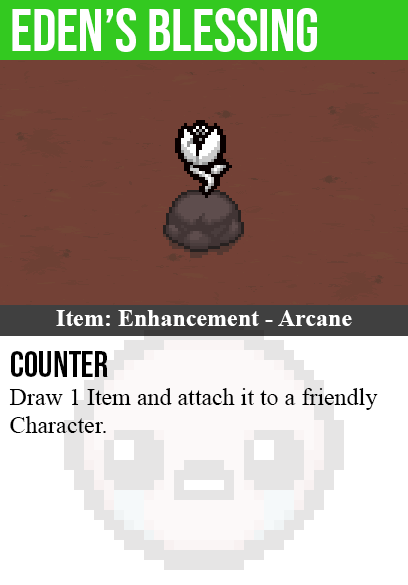 EDEN’S BLESSING
Item: Enhancement - Arcane
COUNTER
Draw 1 Item and attach it to a friendly
Character.